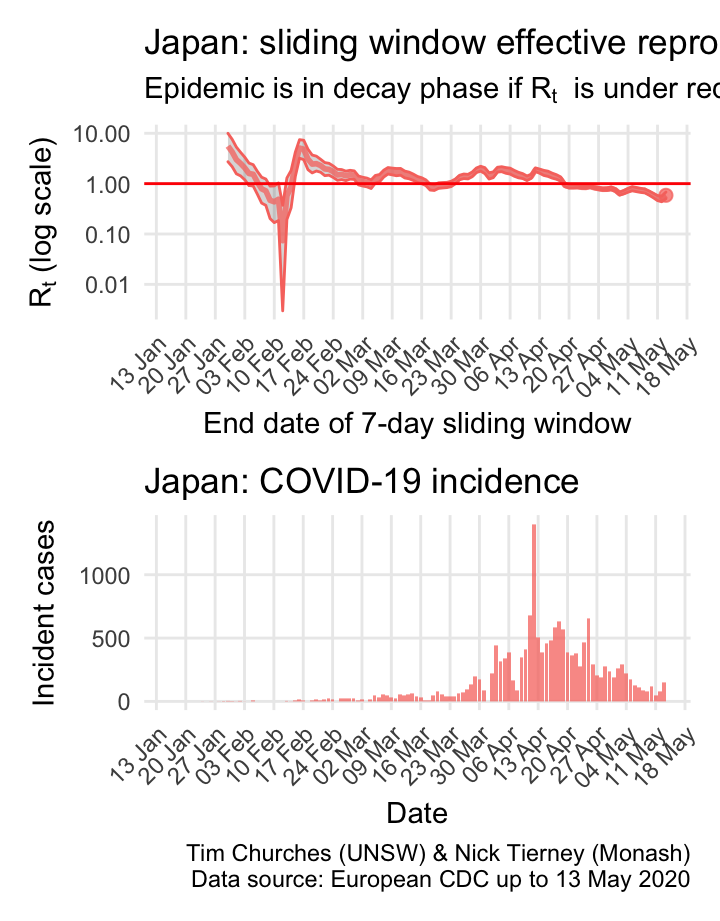 Japan: sliding window effective repro
Epidemic is in decay phase if Rt is under rec
Rt (log scale)
10.00
1.00
0.10
0.01
13 Jan
20 Jan
27 Jan
03 Feb
10 Feb
17 Feb
24 Feb
02 Mar
09 Mar
16 Mar
23 Mar
30 Mar
06 Apr
13 Apr
20 Apr
27 Apr
04 May
11 May
18 May
End date of 7-day sliding window
Japan: COVID-19 incidence
Incident cases
1000
500
0
13 Jan
20 Jan
27 Jan
03 Feb
10 Feb
17 Feb
24 Feb
02 Mar
09 Mar
16 Mar
23 Mar
30 Mar
06 Apr
13 Apr
20 Apr
27 Apr
04 May
11 May
18 May
Date
Tim Churches (UNSW) & Nick Tierney (Monash)
Data source: European CDC up to 13 May 2020